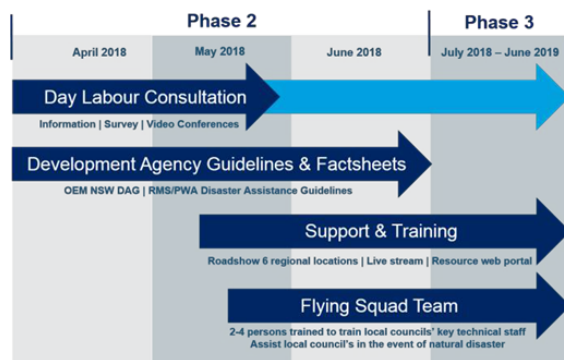 Phase 2
Phase 3
April 2018
May 2018
June 2018
July 2018 – June 2019
Day Labour Consultation
Information | Survey | Video Conferences
Development Agency Guidelines & Factsheets
OEM NSW DAG | RMS/PWA Disaster Assistance Guidelines
Support & Training
Roadshow 6 regional locations | Live stream | Resource web portal
Flying Squad Team
2-4 persons trained to train local councils' key technical staff
Assist local council's in the event of natural disaster